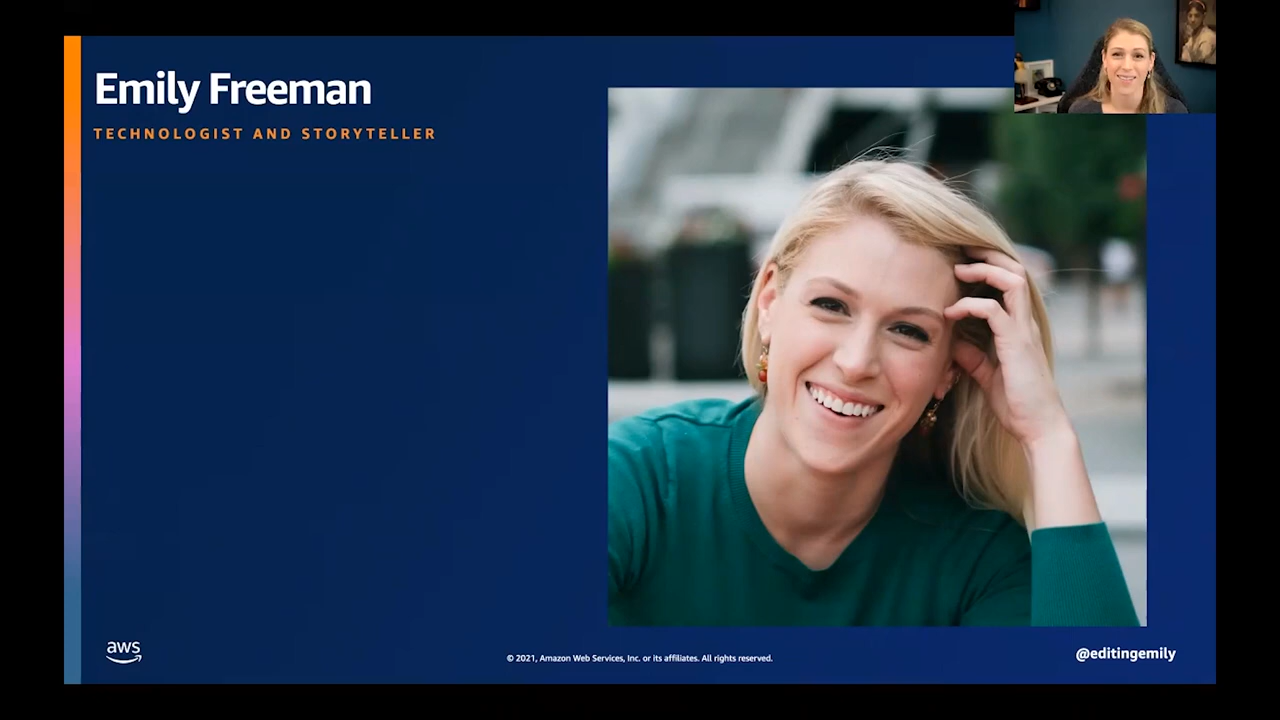 Emily Freeman
TECHNOLOGIST AND STORYTELLER
aws
© 2021, Amazon Web Services, Inc. or its affiliates. All rights reserved.
@editingemily